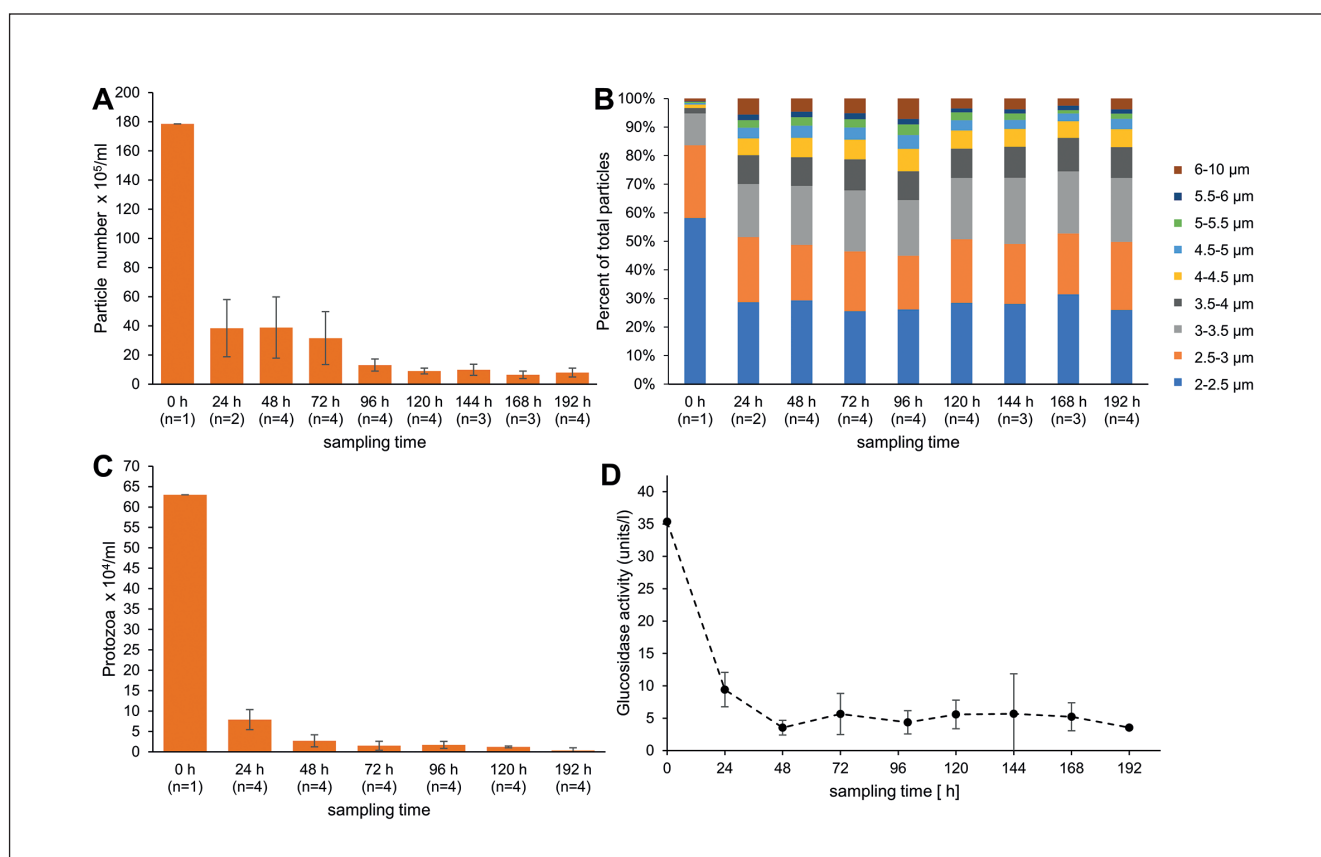 A
Particle number x 10⁵/ml
200
180
160
140
120
100
80
60
40
20
0
0 h 24 h 48 h 72 h 96 h 120 h 144 h 168 h 192 h
(n=1) (n=2) (n=4) (n=4) (n=4) (n=4) (n=3) (n=3) (n=4)
sampling time
B
Percent of total particles
100%
90%
80%
70%
60%
50%
40%
30%
20%
10%
0%
0 h 24 h 48 h 72 h 96 h 120 h 144 h 168 h 192 h
(n=1) (n=2) (n=4) (n=4) (n=4) (n=4) (n=3) (n=3) (n=4)
sampling time
6-10 µm
5.5-6 µm
5-5.5 µm
4.5-5 µm
4-4.5 µm
3.5-4 µm
3-3.5 µm
2.5-3 µm
2-2.5 µm
C
Protozoa x 10⁴/ml
70
65
60
55
50
45
40
35
30
25
20
15
10
5
0
0 h 24 h 48 h 72 h 96 h 120 h 192 h
(n=1) (n=4) (n=4) (n=4) (n=4) (n=4) (n=4)
sampling time
D
Glucosidase activity (units/l)
40
35
30
25
20
15
10
5
0
0 24 48 72 96 120 144 168 192
sampling time [ h]